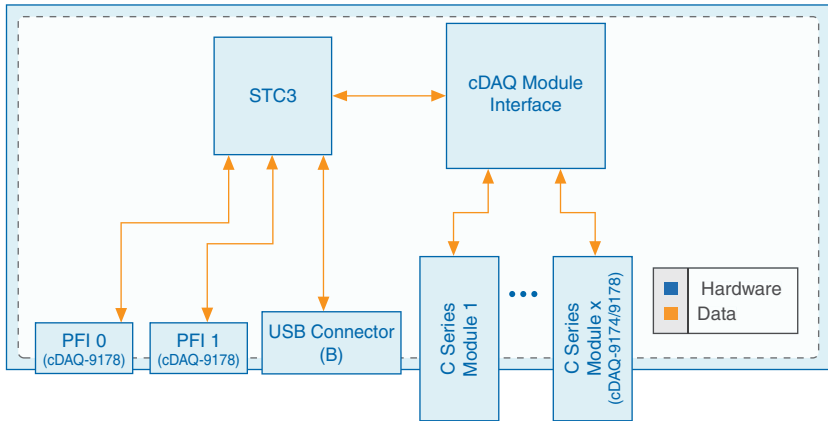 STC3
cDAQ Module
Interface
PFI 0
(cDAQ-9178)
PFI 1
(cDAQ-9178)
USB Connector
(B)
C Series
Module 1
C Series
Module x
(cDAQ-9174/9178)
Hardware
Data